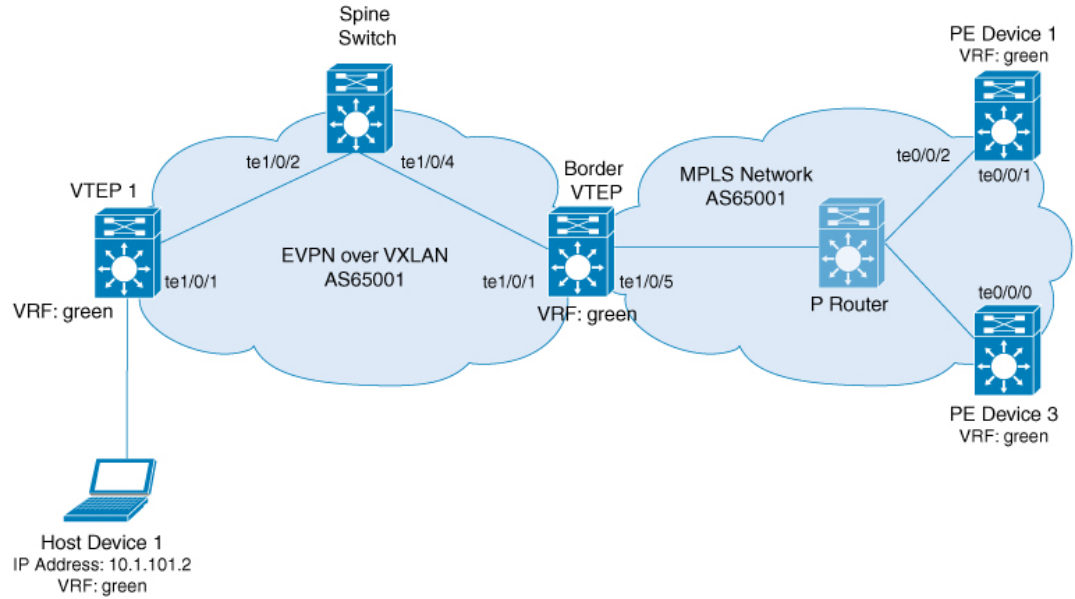 Spine
Switch
PE Device 1
VRF: green
te1/0/2
te1/0/4
te0/0/2
te0/0/1
VTEP 1
Border
VTEP
MPLS Network
AS65001
EVPN over VXLAN
AS65001
te1/0/1
te1/0/1
te1/0/5
VRF: green
VRF: green
P Router
te0/0/0
PE Device 3
VRF: green
Host Device 1
IP Address: 10.1.101.2
VRF: green